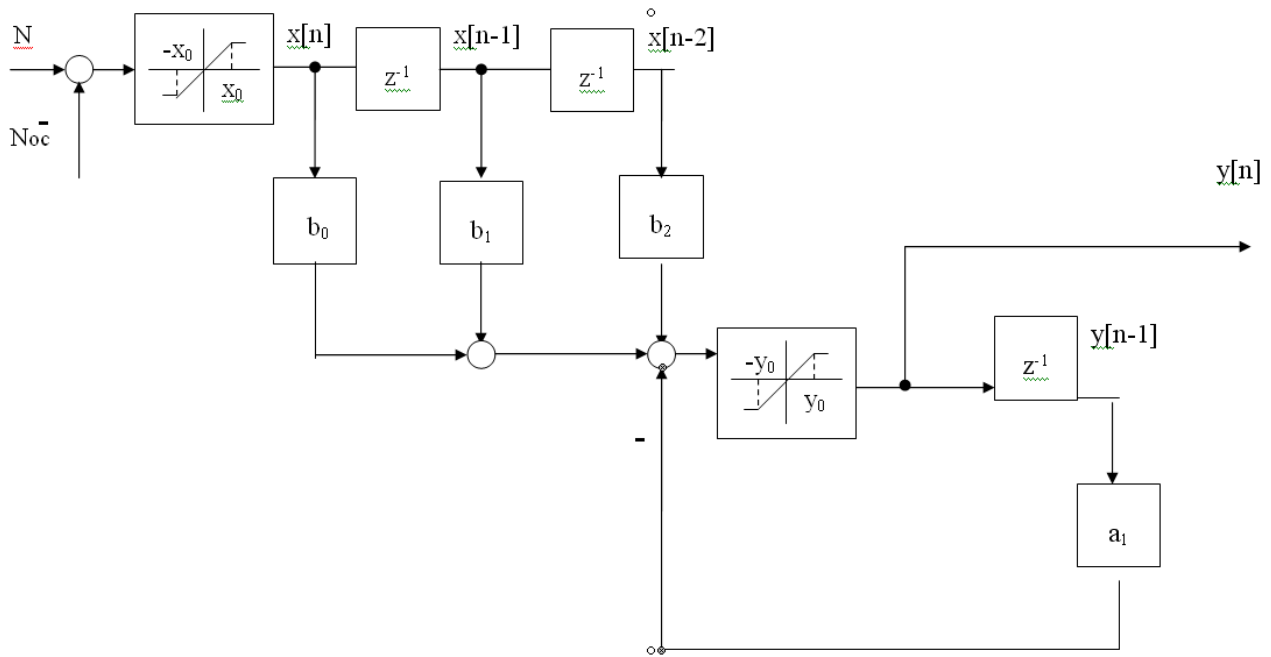 N
-x₀
x₀
x[n]
x[n-1]
x[n-2]
z⁻¹
z⁻¹
Noc
-
b₀
b₁
b₂
y[n]
-y₀
y₀
z⁻¹
y[n-1]
-
a₁